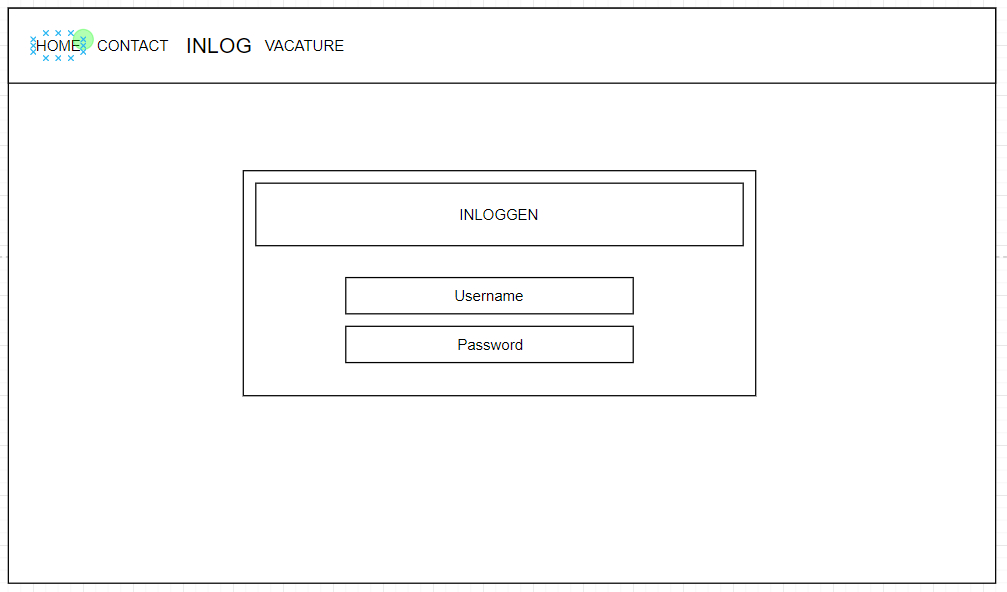 HOME CONTACT INLOG VACATURE
INLOGGEN
Username
Password